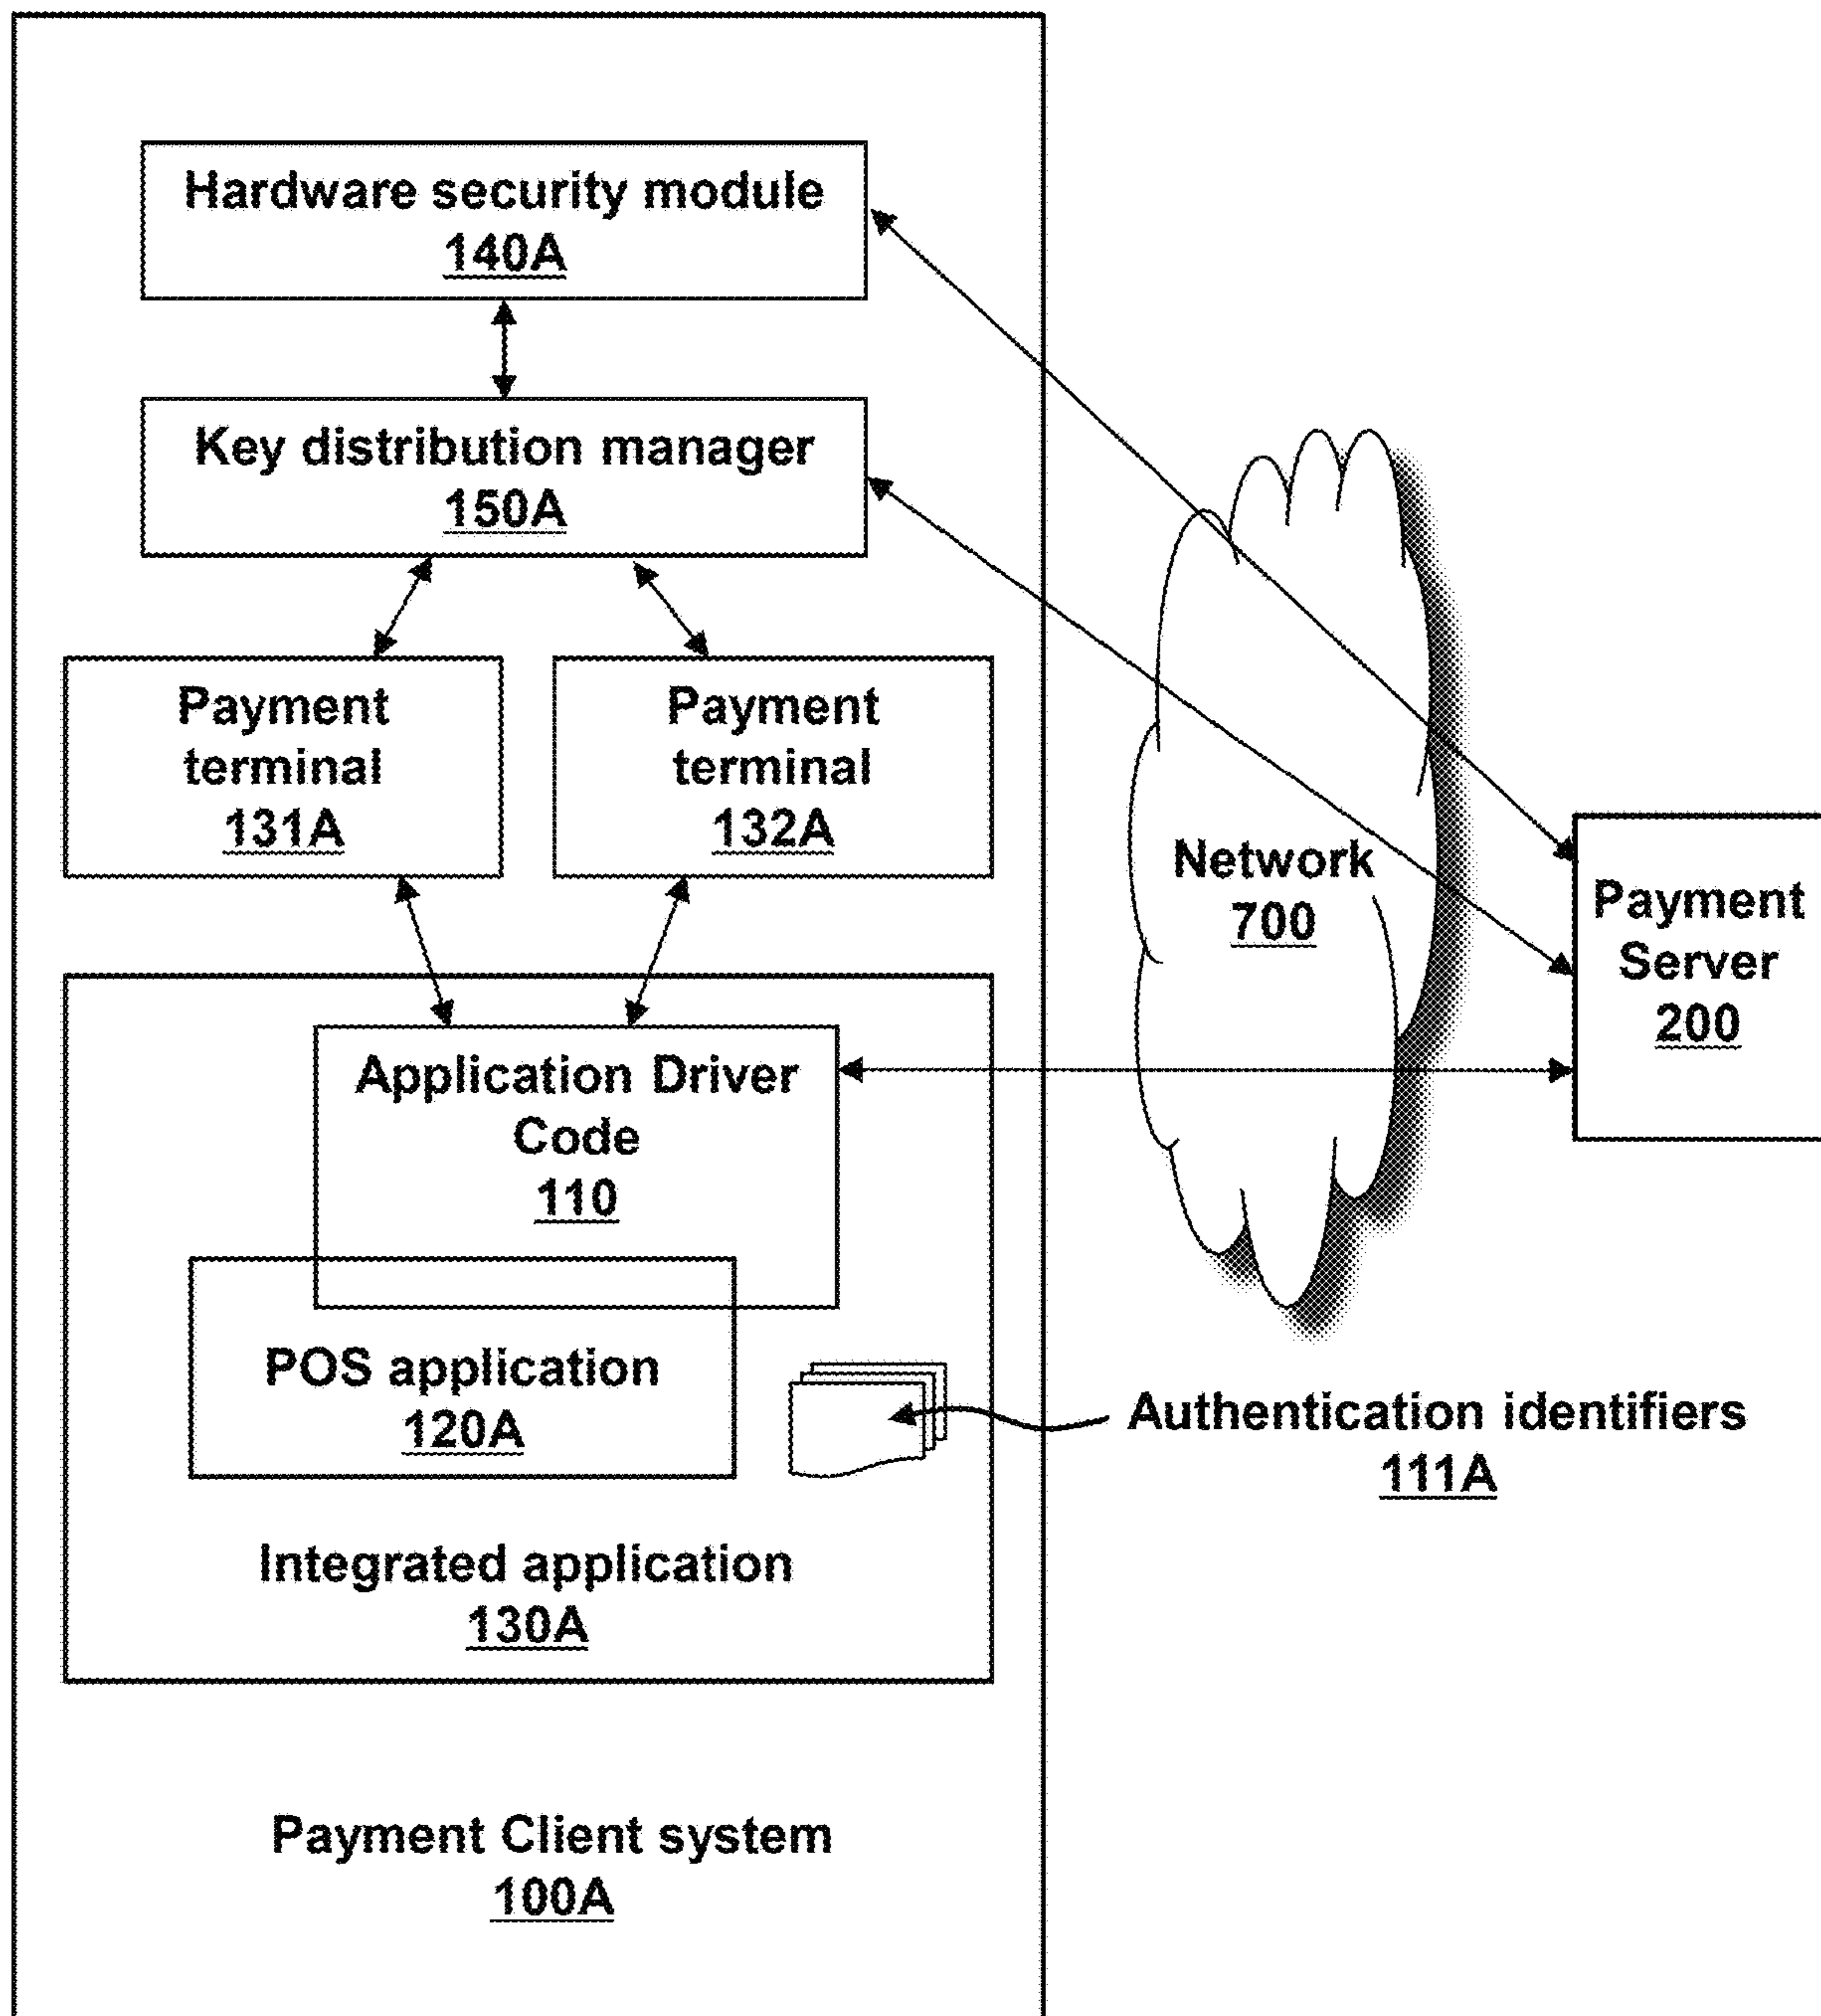 Hardware security module
140A
Key distribution manager
150A
Payment
terminal
131A
Payment
terminal
132A
Network
700
Payment
Server
200
Application Driver
Code
110
POS application
120A
Authentication identifiers
111A
Integrated application
130A
Payment Client system
100A